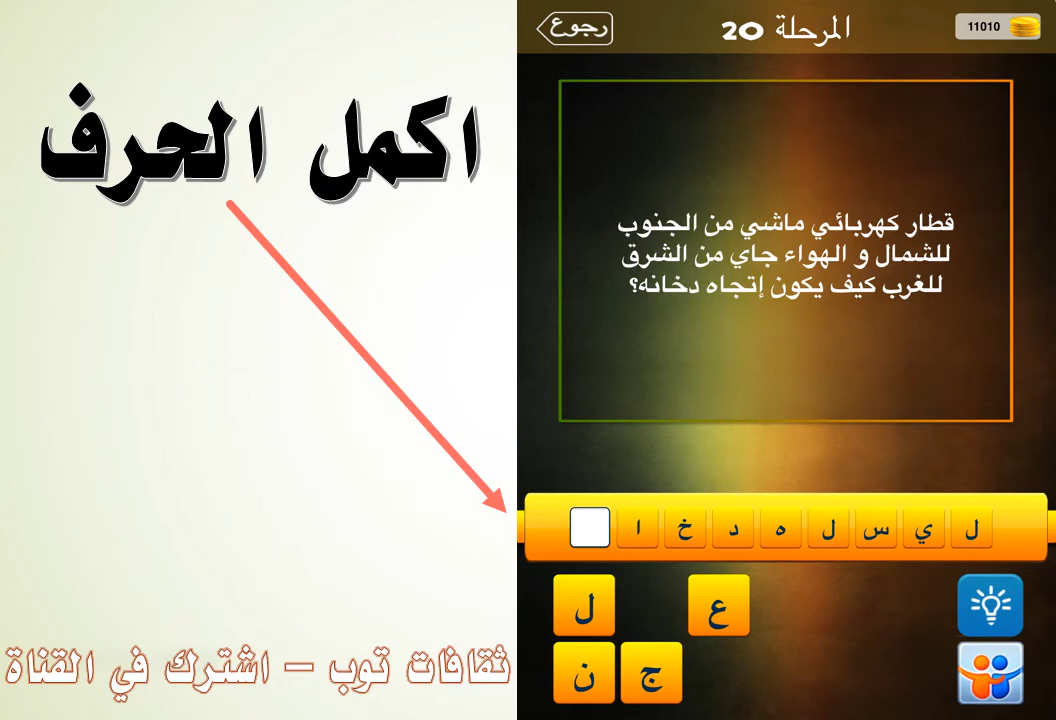 اكمل الحرف
ثقافات توب – اشترك في القناة
رجوع
المرحلة 20
11010
قطار كهربائي ماشي من الجنوب
للشمال و الهواء جاي من الشرق
للغرب كيف يكون إتجاه دخانه؟
ل ي س ل ه د خ ا
ع ل
ج ن